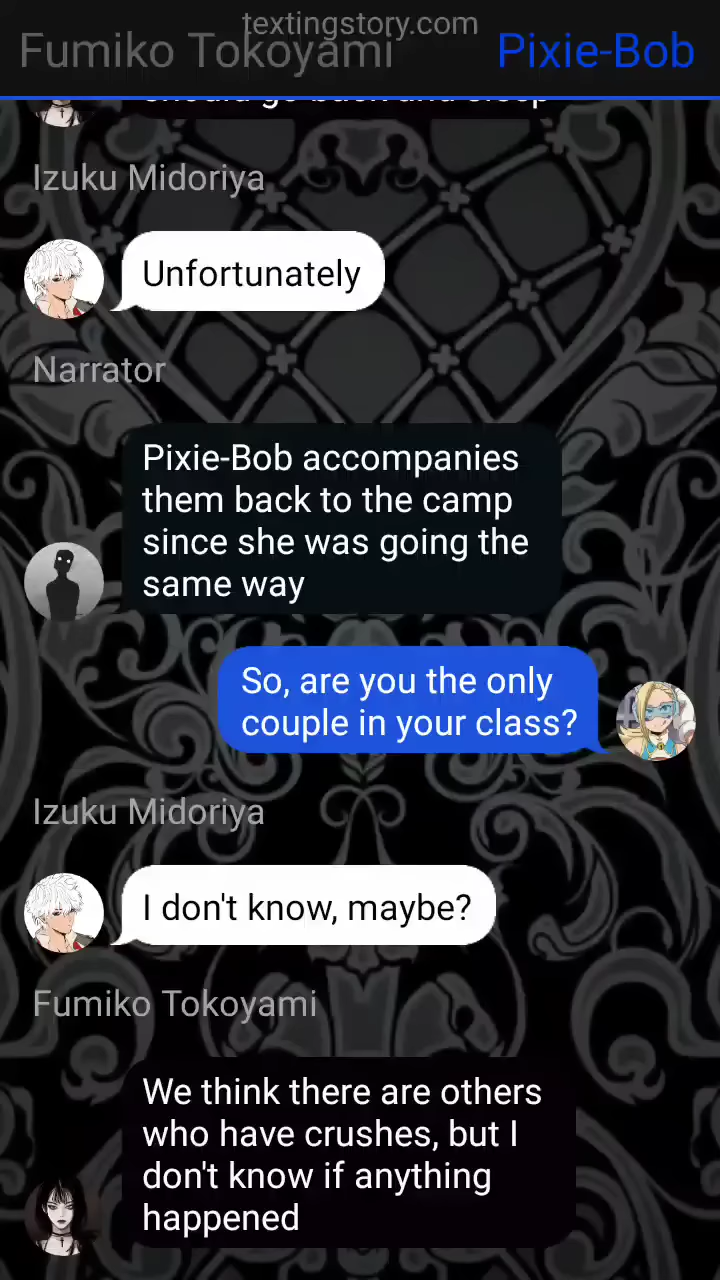 textingstory.com
Fumiko Tokoyami
Pixie-Bob
Izuku Midoriya
Unfortunately
Narrator
Pixie-Bob accompanies
them back to the camp
since she was going the
same way
So, are you the only
couple in your class?
Izuku Midoriya
I don't know, maybe?
Fumiko Tokoyami
We think there are others
who have crushes, but I
don't know if anything
happened